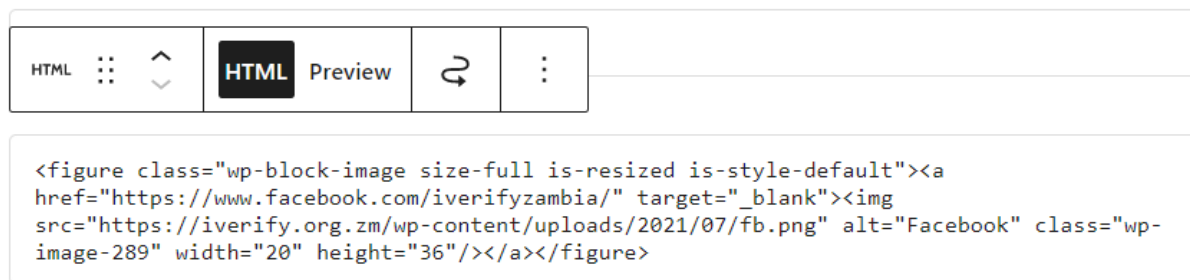 HTML HTML Preview
<figure class="wp-block-image size-full is-resized is-style-default"><a
href="https://www.facebook.com/iverifyzambia/" target="_blank"><img
src="https://iverify.org.zm/wp-content/uploads/2021/07/fb.png" alt="Facebook" class="wp-
image-289" width="20" height="36"/></a></figure>